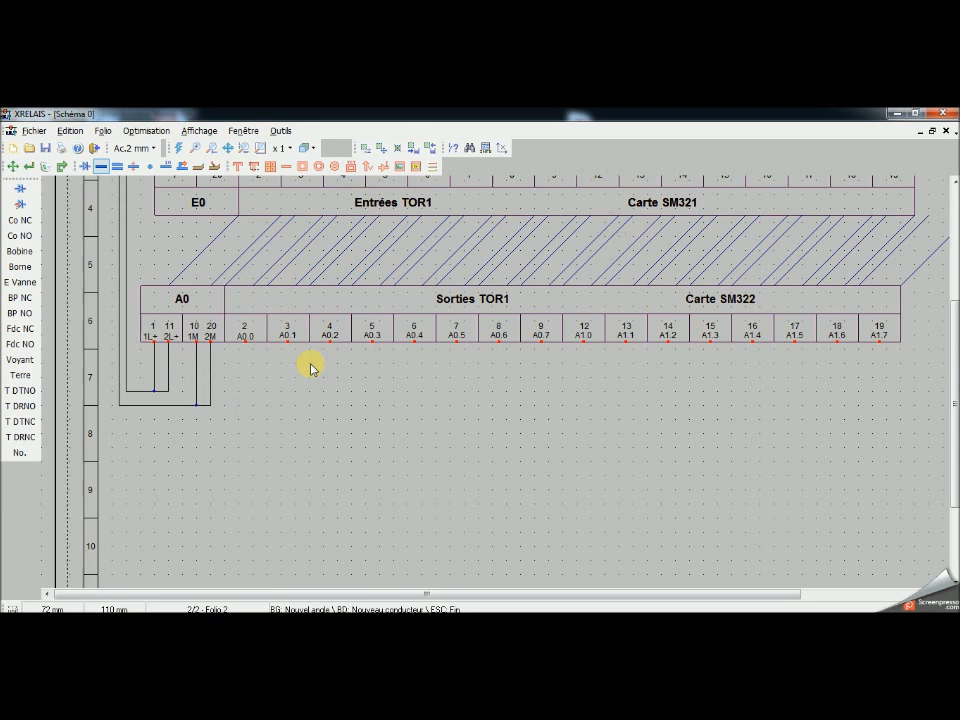 XRELAIS - [Schéma 0]
Fichier Edition Folio Optimisation Affichage Fenêtre Outils
Ac.2 mm x 1
Co NC
Co NO
Bobine
Borne
E Vanne
BP NC
BP NO
Fdc NC
Fdc NO
Voyant
Terre
T DTNO
T DRNO
T DTNC
T DRNC
No.
4
5
6
7
8
9
10
E0 Entrées TOR1 Carte SM321
A0 Sorties TOR1 Carte SM322
1 11 10 20 2 3 4 5 6 7 8 9 12 13 14 15 16 17 18 19
1L+ 2L+ 1M 2M A0.0 A0.1 A0.2 A0.3 A0.4 A0.5 A0.6 A0.7 A1.0 A1.1 A1.2 A1.3 A1.4 A1.5 A1.6 A1.7
72 mm 110 mm 2/2 - Folio 2 BG: Nouvel angle \ BD: Nouveau conducteur \ ESC: Fin
Screenpresso
.com